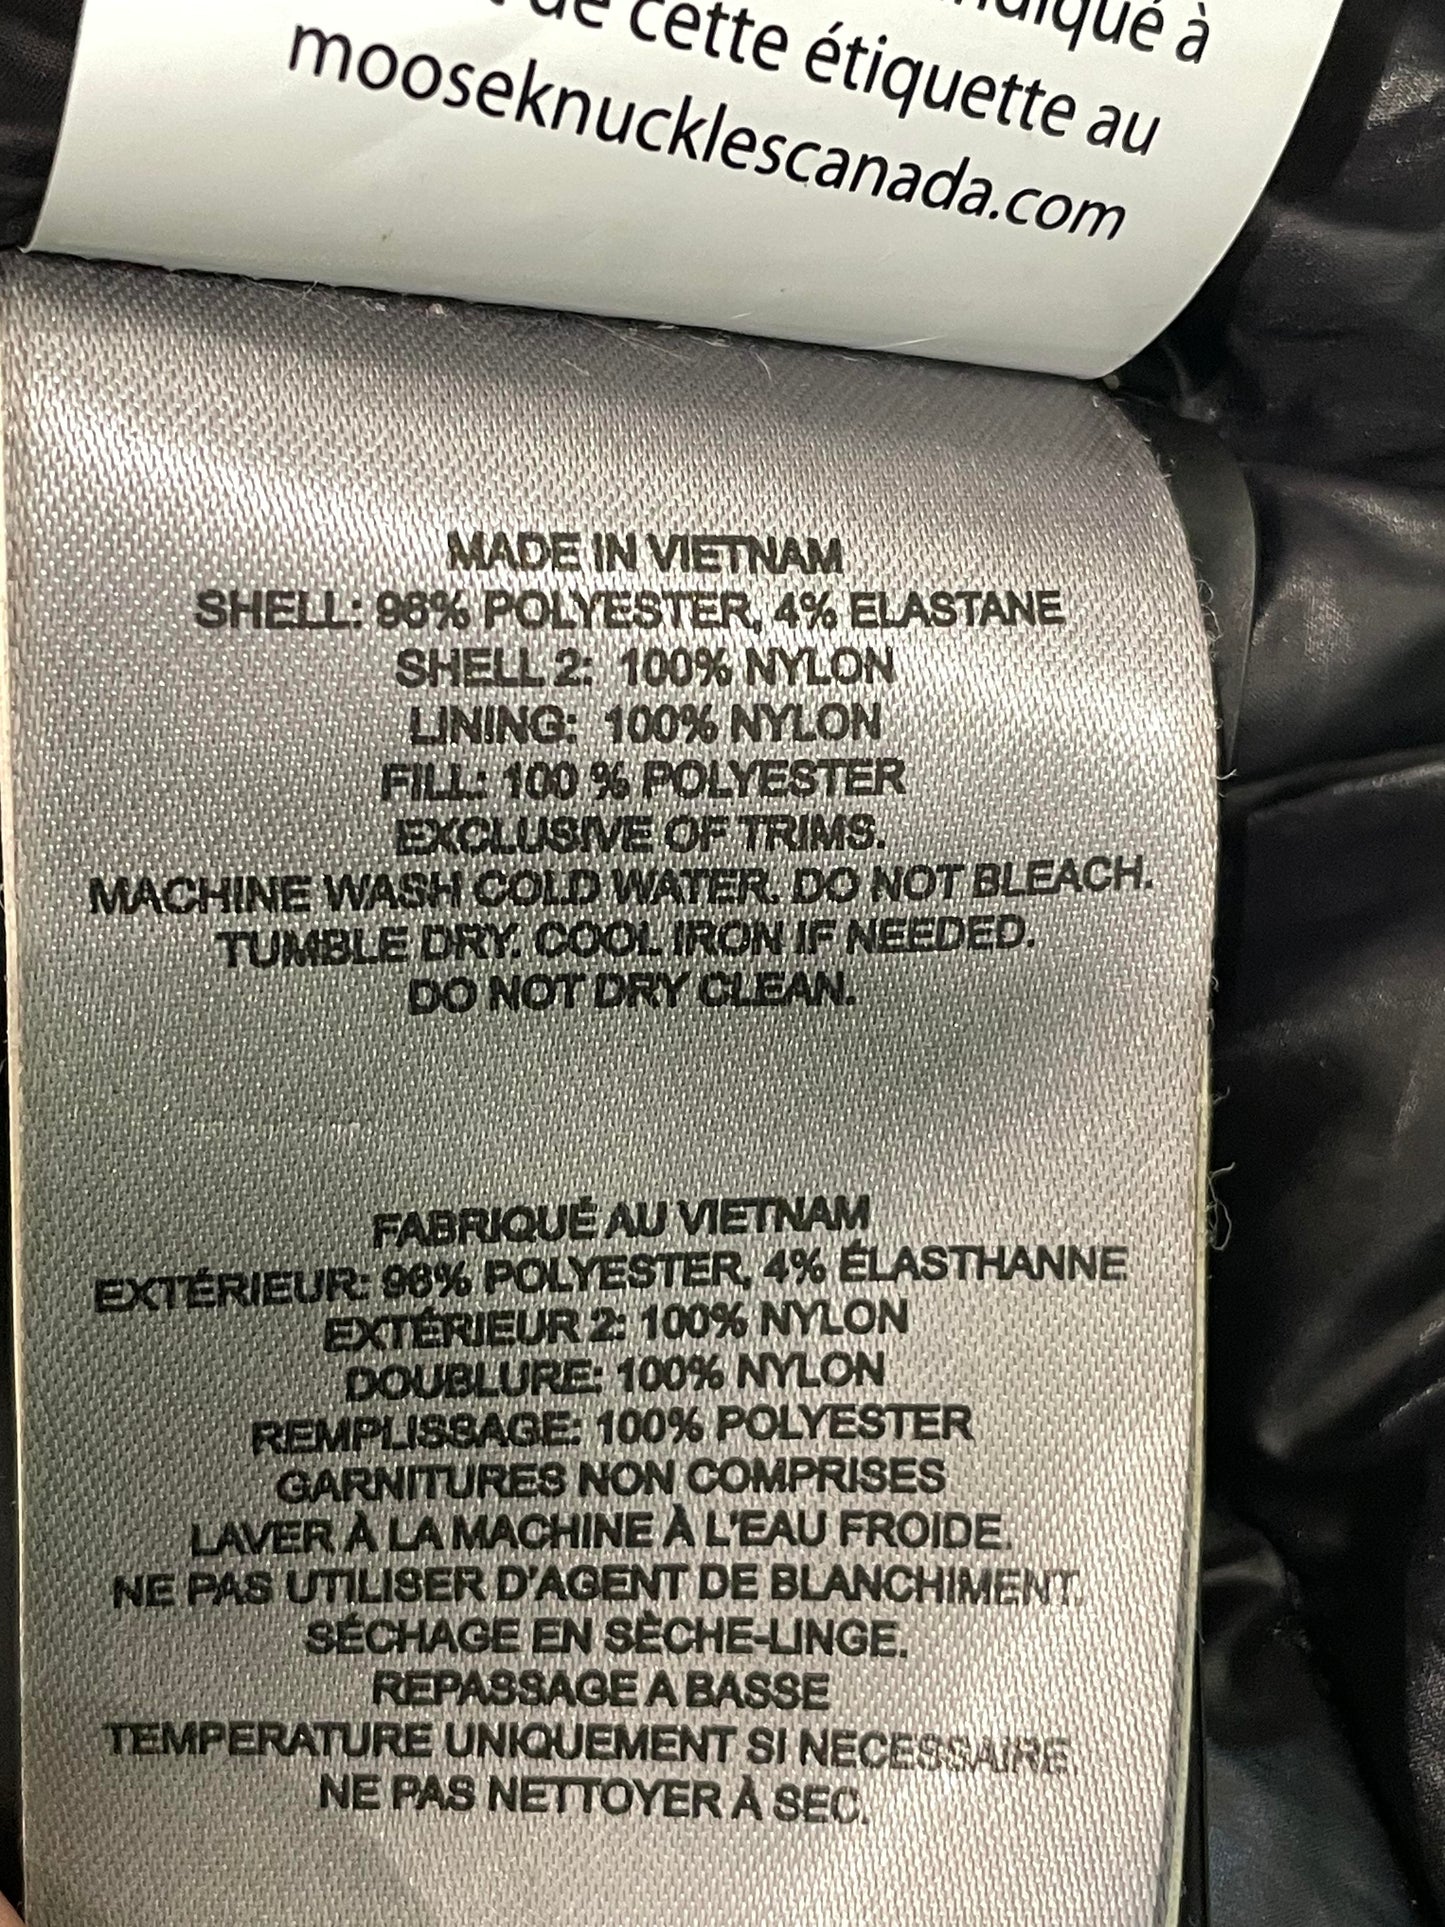 de cette étiquette au
mooseknucklescanada.com
MADE IN VIETNAM
SHELL: 96% POLYESTER, 4% ELASTANE
SHELL 2: 100% NYLON
LINING: 100% NYLON
FILL: 100 % POLYESTER
EXCLUSIVE OF TRIMS.
MACHINE WASH COLD WATER. DO NOT BLEACH.
TUMBLE DRY. COOL IRON IF NEEDED.
DO NOT DRY CLEAN.
FABRIQUÉ AU VIETNAM
EXTÉRIEUR: 96% POLYESTER, 4% ÉLASTHANNE
EXTÉRIEUR 2: 100% NYLON
DOUBLURE: 100% NYLON
REMPLISSAGE: 100% POLYESTER
GARNITURES NON COMPRISES
LAVER À LA MACHINE À L'EAU FROIDE.
NE PAS UTILISER D'AGENT DE BLANCHIMENT.
SÉCHAGE EN SÈCHE-LINGE.
REPASSAGE A BASSE
TEMPERATURE UNIQUEMENT SI NECESSAIRE.
NE PAS NETTOYER À SEC.